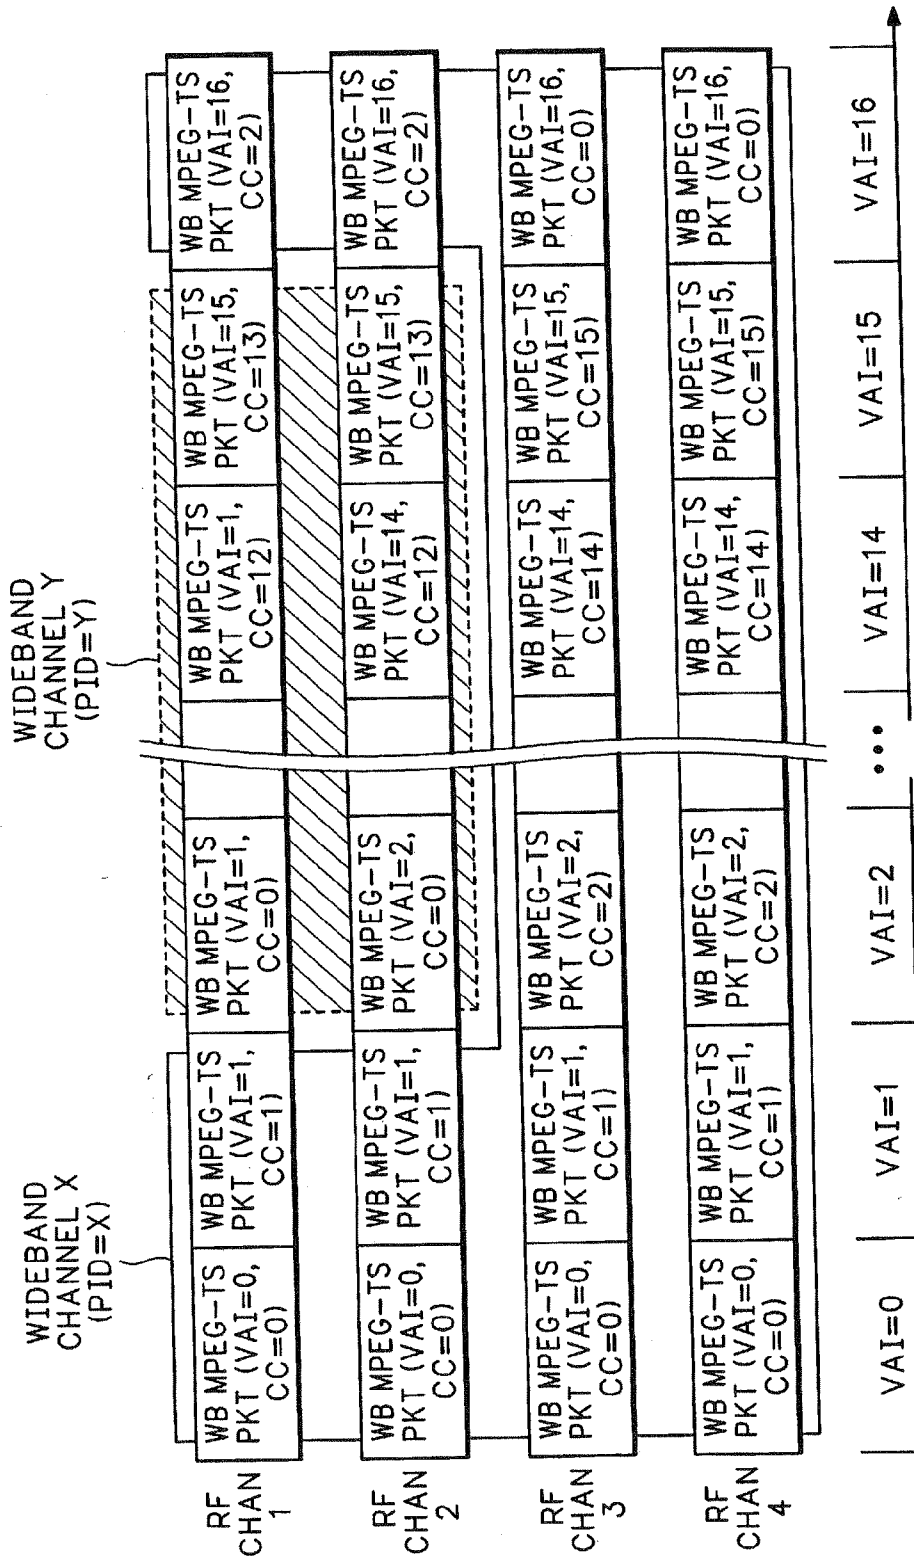 WIDEBAND
CHANNEL X
(PID=X)
WIDEBAND
CHANNEL Y
(PID=Y)
RF
CHAN
1
WB MPEG-TS
PKT (VAI=0,
CC=0)
WB MPEG-TS
PKT (VAI=1,
CC=1)
WB MPEG-TS
PKT (VAI=1,
CC=0)
WB MPEG-TS
PKT (VAI=1,
CC=12)
WB MPEG-TS
PKT (VAI=15,
CC=13)
WB MPEG-TS
PKT (VAI=16,
CC=2)
RF
CHAN
2
WB MPEG-TS
PKT (VAI=0,
CC=0)
WB MPEG-TS
PKT (VAI=1,
CC=1)
WB MPEG-TS
PKT (VAI=2,
CC=0)
WB MPEG-TS
PKT (VAI=14,
CC=12)
WB MPEG-TS
PKT (VAI=15,
CC=13)
WB MPEG-TS
PKT (VAI=16,
CC=2)
RF
CHAN
3
WB MPEG-TS
PKT (VAI=0,
CC=0)
WB MPEG-TS
PKT (VAI=1,
CC=1)
WB MPEG-TS
PKT (VAI=2,
CC=2)
WB MPEG-TS
PKT (VAI=14,
CC=14)
WB MPEG-TS
PKT (VAI=15,
CC=15)
WB MPEG-TS
PKT (VAI=16,
CC=0)
RF
CHAN
4
WB MPEG-TS
PKT (VAI=0,
CC=0)
WB MPEG-TS
PKT (VAI=1,
CC=1)
WB MPEG-TS
PKT (VAI=2,
CC=2)
WB MPEG-TS
PKT (VAI=14,
CC=14)
WB MPEG-TS
PKT (VAI=15,
CC=15)
WB MPEG-TS
PKT (VAI=16,
CC=0)
VAI=0
VAI=1
VAI=2
•••
VAI=14
VAI=15
VAI=16